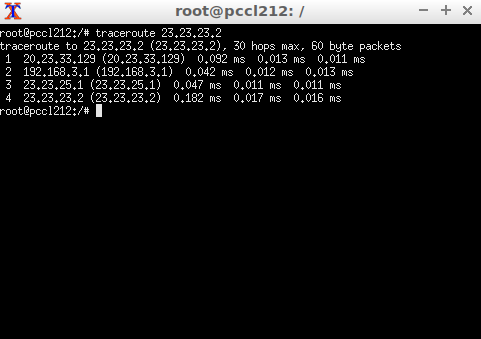 root@pccl212: /
root@pccl212:/# traceroute 23.23.23.2
traceroute to 23.23.23.2 (23.23.23.2), 30 hops max, 60 byte packets
 1  20.23.33.129 (20.23.33.129)  0.092 ms  0.013 ms  0.011 ms
 2  192.168.3.1 (192.168.3.1)  0.042 ms  0.012 ms  0.013 ms
 3  23.23.25.1 (23.23.25.1)  0.047 ms  0.011 ms  0.011 ms
 4  23.23.23.2 (23.23.23.2)  0.182 ms  0.017 ms  0.016 ms
root@pccl212:/#